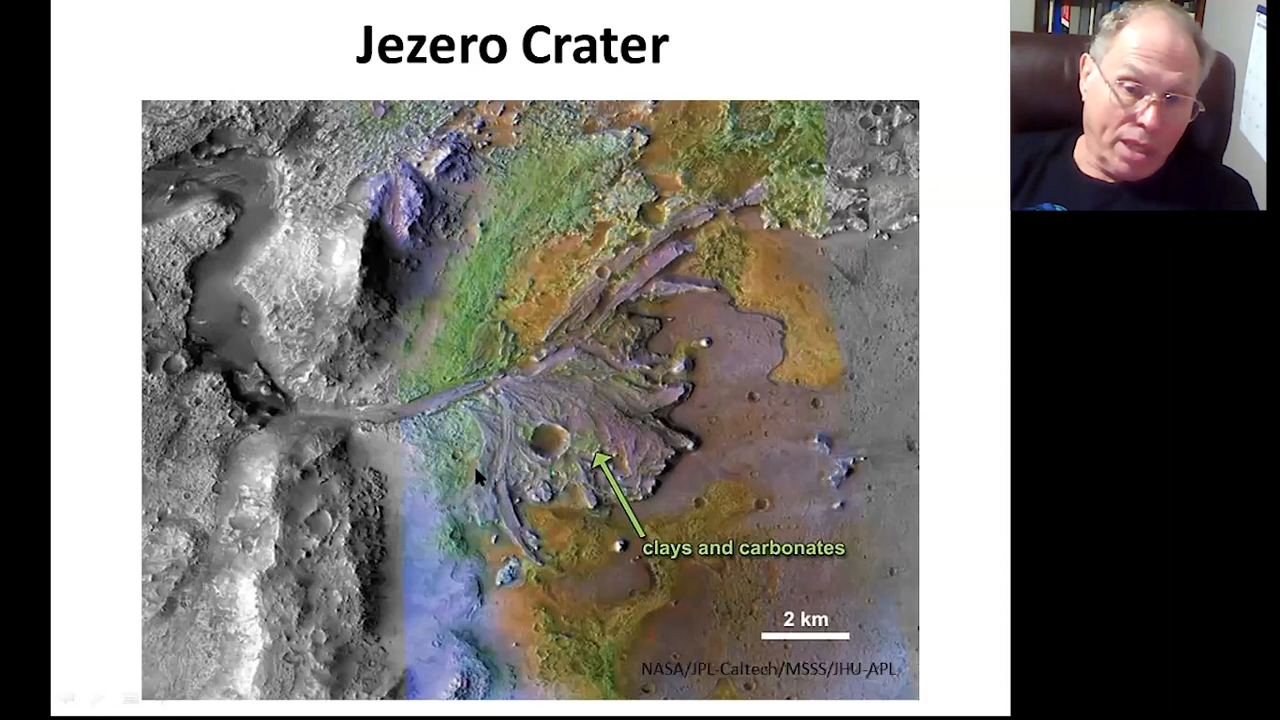 Jezero Crater
clays and carbonates
2 km
NASA/JPL-Caltech/MSSS/JHU-APL